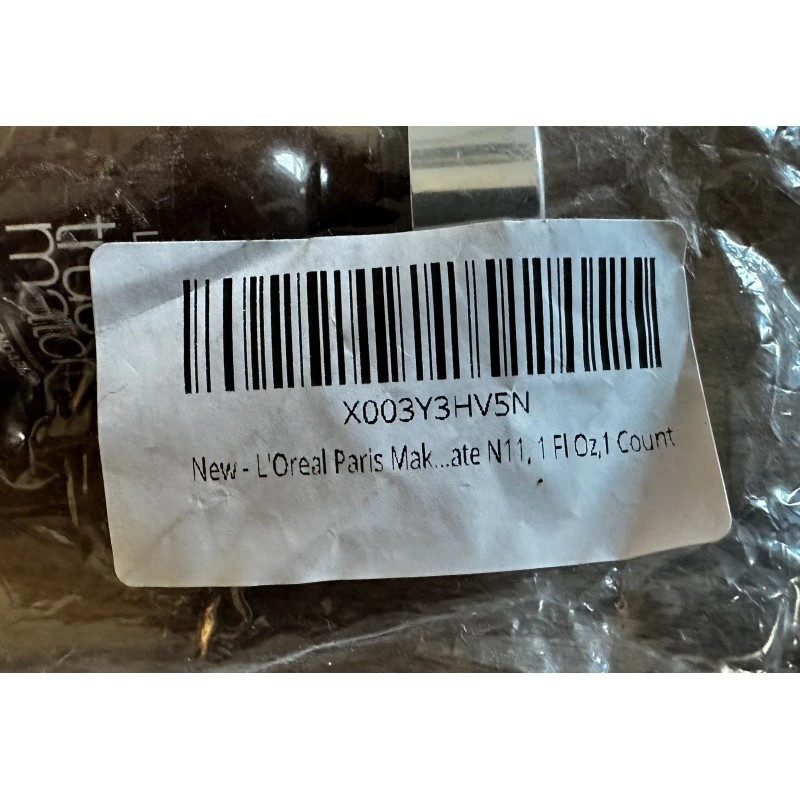 X003Y3HV5N
New - L'Oreal Paris Mak...ate N11, 1 Fl Oz,1 Count